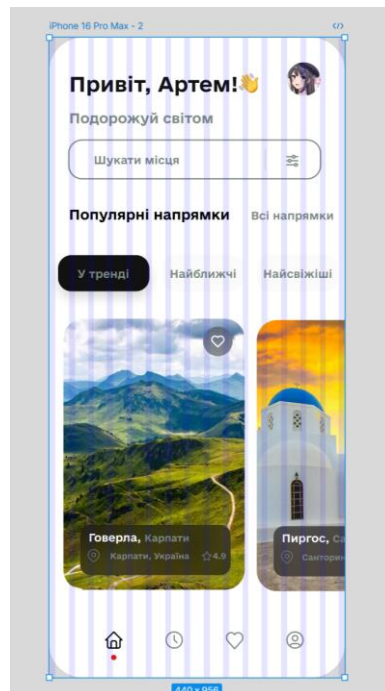 iPhone 16 Pro Max - 2
Привіт, Артем!👋
Подорожуй світом
Шукати місця
Популярні напрямки Всі напрямки
У тренді Найближчі Найсвіжіші
Говерла, Карпати
Карпати, Україна 4.9
Пиргос, Са
Санторин
440 × 956